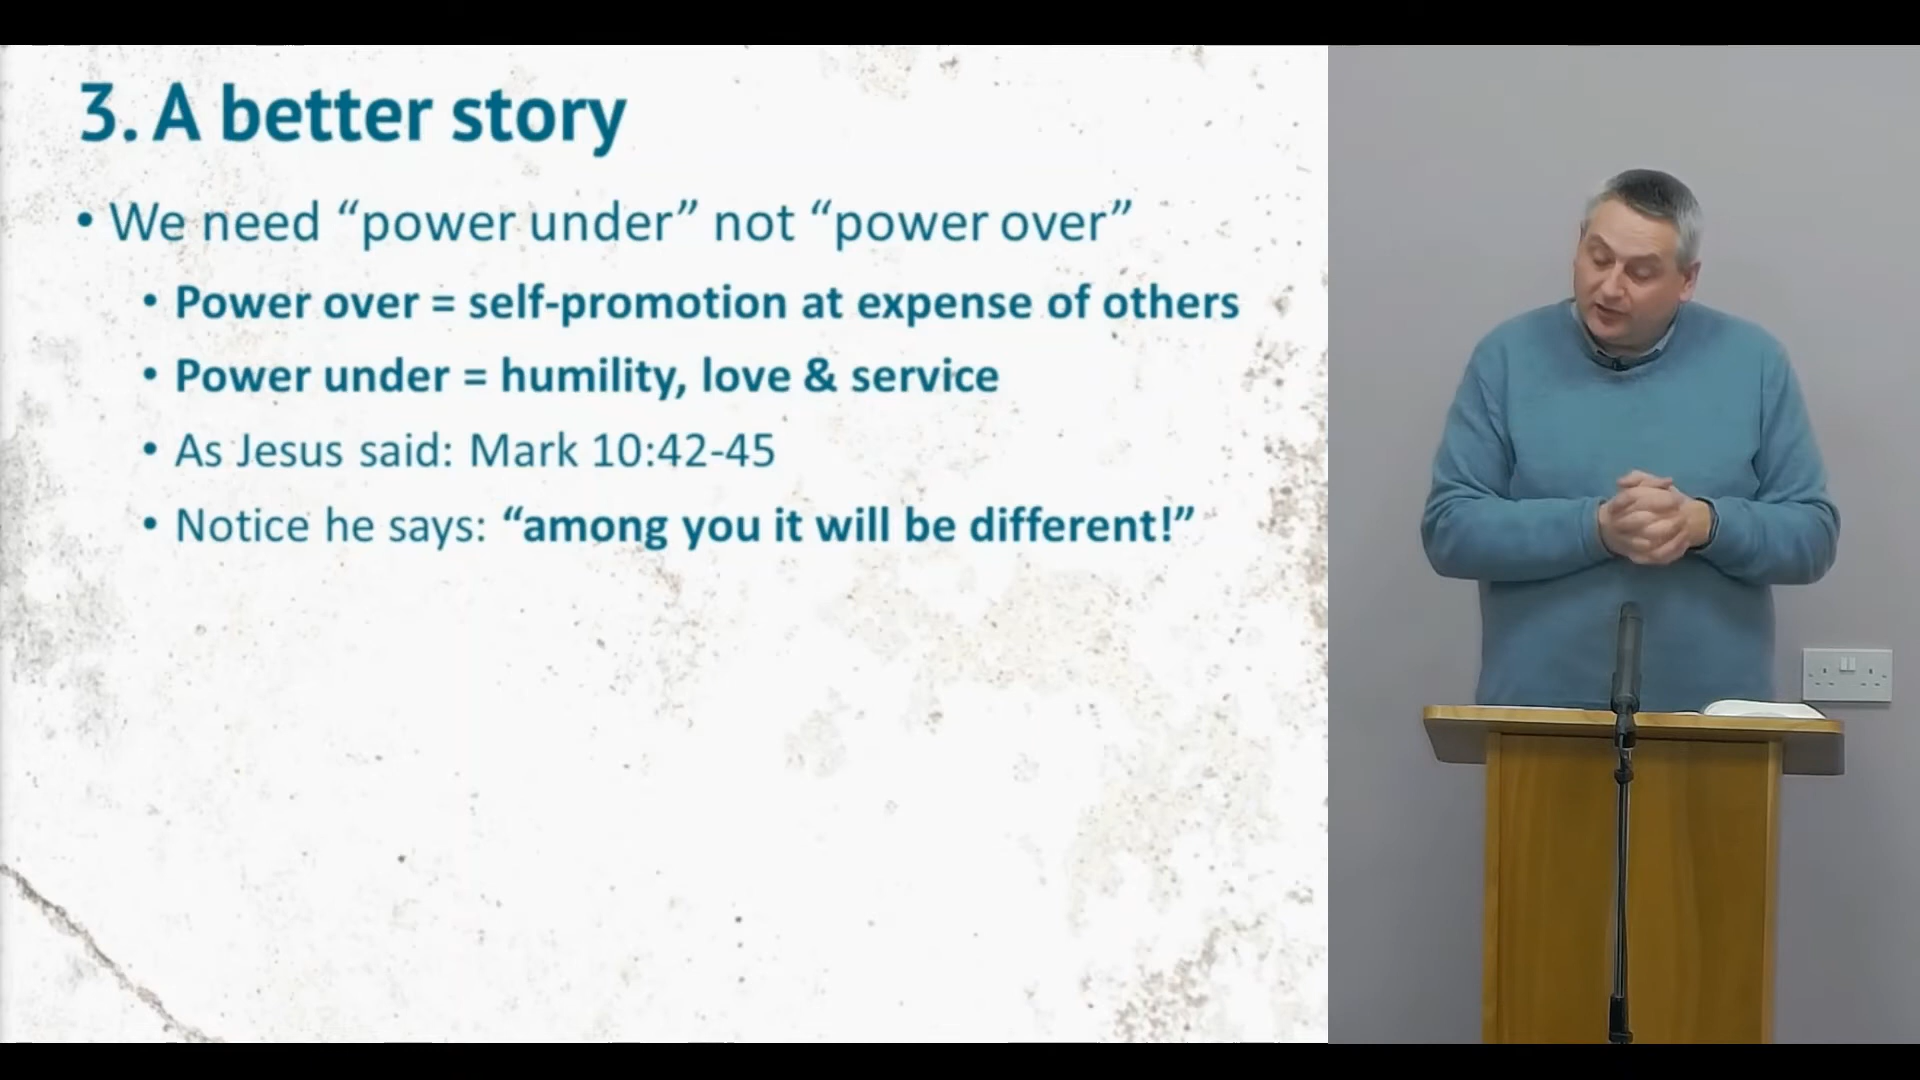 3. A better story
• We need “power under” not “power over”
• Power over = self-promotion at expense of others
• Power under = humility, love & service
• As Jesus said: Mark 10:42-45
• Notice he says: “among you it will be different!”